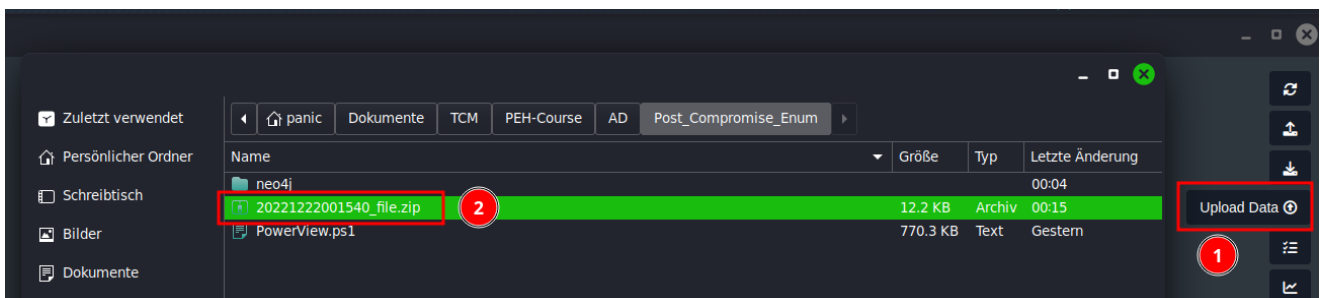 panic Dokumente TCM PEH-Course AD Post_Compromise_Enum
Zuletzt verwendet
Persönlicher Ordner
Schreibtisch
Bilder
Dokumente
Name Größe Typ Letzte Änderung
neo4j 00:04
20221222001540_file.zip 2 12.2 KB Archiv 00:15
PowerView.ps1 770.3 KB Text Gestern
Upload Data
1